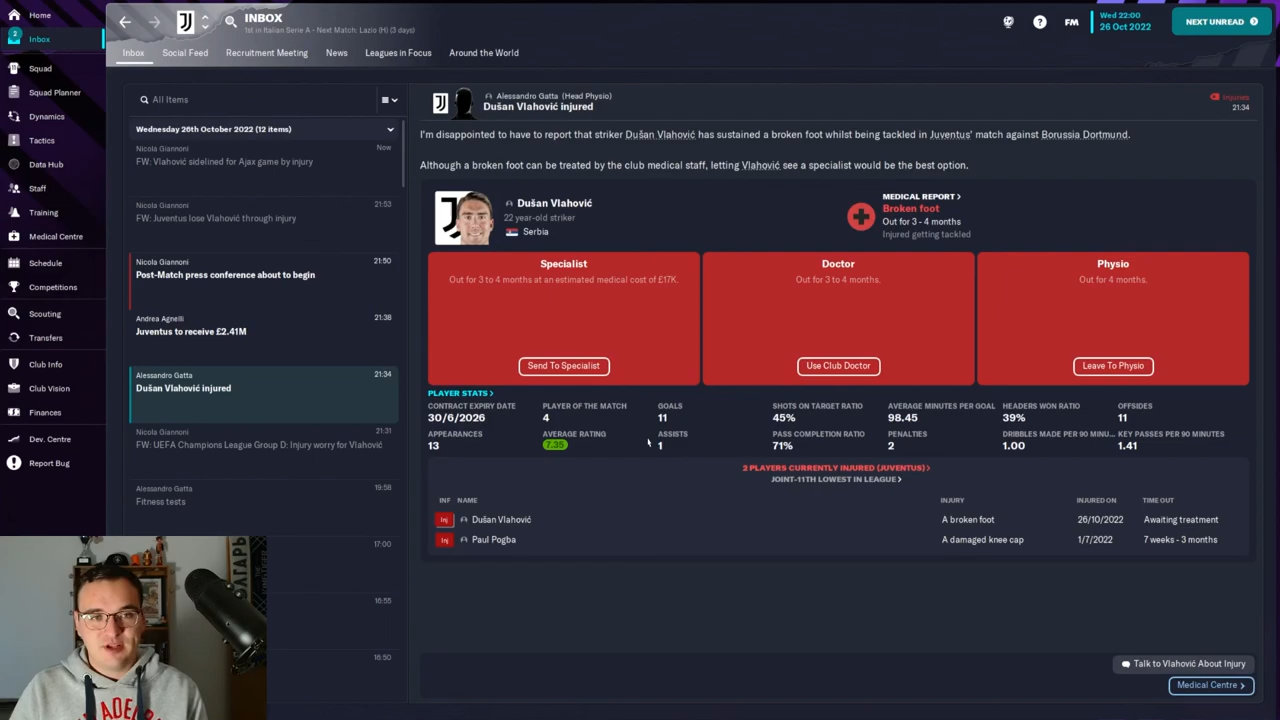 Home
2
Inbox
Squad
Squad Planner
Dynamics
Tactics
Data Hub
Staff
Training
Medical Centre
Schedule
Competitions
Scouting
Transfers
Club Info
Club Vision
Finances
Dev. Centre
Report Bug
INBOX
1st in Italian Serie A - Next Match: Lazio (H) (3 days)
FM
Wed 22:00
26 Oct 2022
NEXT UNREAD
Inbox Social Feed Recruitment Meeting News Leagues in Focus Around the World
All Items
Wednesday 26th October 2022 (12 items)
Nicola Giannoni Now
FW: Vlahović sidelined for Ajax game by injury
Nicola Giannoni 21:53
FW: Juventus lose Vlahović through injury
Nicola Giannoni 21:50
Post-Match press conference about to begin
Andrea Agnelli 21:38
Juventus to receive £2.41M
Alessandro Gatta 21:34
Dušan Vlahović injured
Nicola Giannoni 21:31
FW: UEFA Champions League Group D: Injury worry for Vlahović
Alessandro Gatta 19:58
Fitness tests
17:00
16:55
16:50
Alessandro Gatta (Head Physio)
Dušan Vlahović injured
Injuries
21:34
I'm disappointed to have to report that striker Dušan Vlahović has sustained a broken foot whilst being tackled in Juventus' match against Borussia Dortmund.
Although a broken foot can be treated by the club medical staff, letting Vlahović see a specialist would be the best option.
Dušan Vlahović
22 year-old striker
Serbia
MEDICAL REPORT >
Broken foot
Out for 3 - 4 months
Injured getting tackled
Specialist Doctor Physio
Out for 3 to 4 months at an estimated medical cost of £17K. Out for 3 to 4 months. Out for 4 months.
Send To Specialist Use Club Doctor Leave To Physio
PLAYER STATS >
CONTRACT EXPIRY DATE PLAYER OF THE MATCH GOALS SHOTS ON TARGET RATIO AVERAGE MINUTES PER GOAL HEADERS WON RATIO OFFSIDES
30/6/2026 4 11 45% 98.45 39% 11
APPEARANCES AVERAGE RATING ASSISTS PASS COMPLETION RATIO PENALTIES DRIBBLES MADE PER 90 MINU... KEY PASSES PER 90 MINUTES
13 7.35 1 71% 2 1.00 1.41
2 PLAYERS CURRENTLY INJURED (JUVENTUS) >
JOINT-11TH LOWEST IN LEAGUE >
INF NAME INJURY INJURED ON TIME OUT
Inj Dušan Vlahović A broken foot 26/10/2022 Awaiting treatment
Inj Paul Pogba A damaged knee cap 1/7/2022 7 weeks - 3 months
Talk to Vlahović About Injury
Medical Centre >